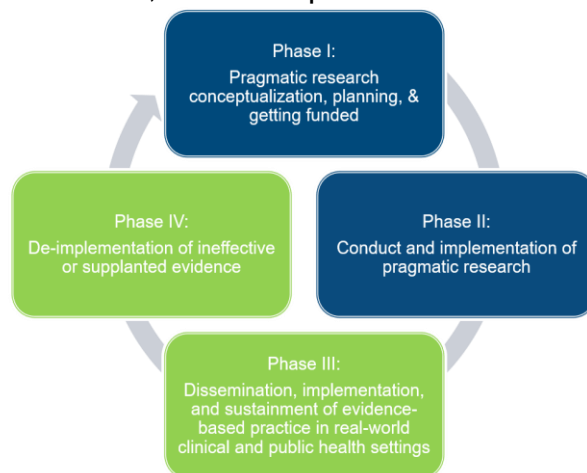 Phase I:
Pragmatic research
conceptualization, planning, &
getting funded
Phase II:
Conduct and implementation of
pragmatic research
Phase III:
Dissemination, implementation,
and sustainment of evidence-
based practice in real-world
clinical and public health settings
Phase IV:
De-implementation of ineffective
or supplanted evidence